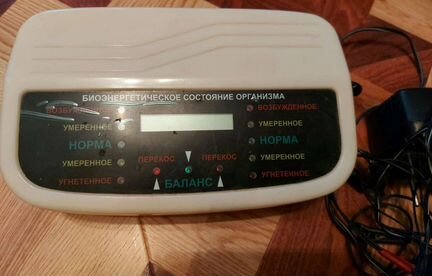 БИОЭНЕРГЕТИЧЕСКОЕ СОСТОЯНИЕ ОРГАНИЗМА
ВОЗБУЖДЕННОЕ ВОЗБУЖДЕННОЕ
УМЕРЕННОЕ УМЕРЕННОЕ
НОРМА НОРМА
УМЕРЕННОЕ ПЕРЕКОС ПЕРЕКОС УМЕРЕННОЕ
УГНЕТЕННОЕ БАЛАНС УГНЕТЕННОЕ